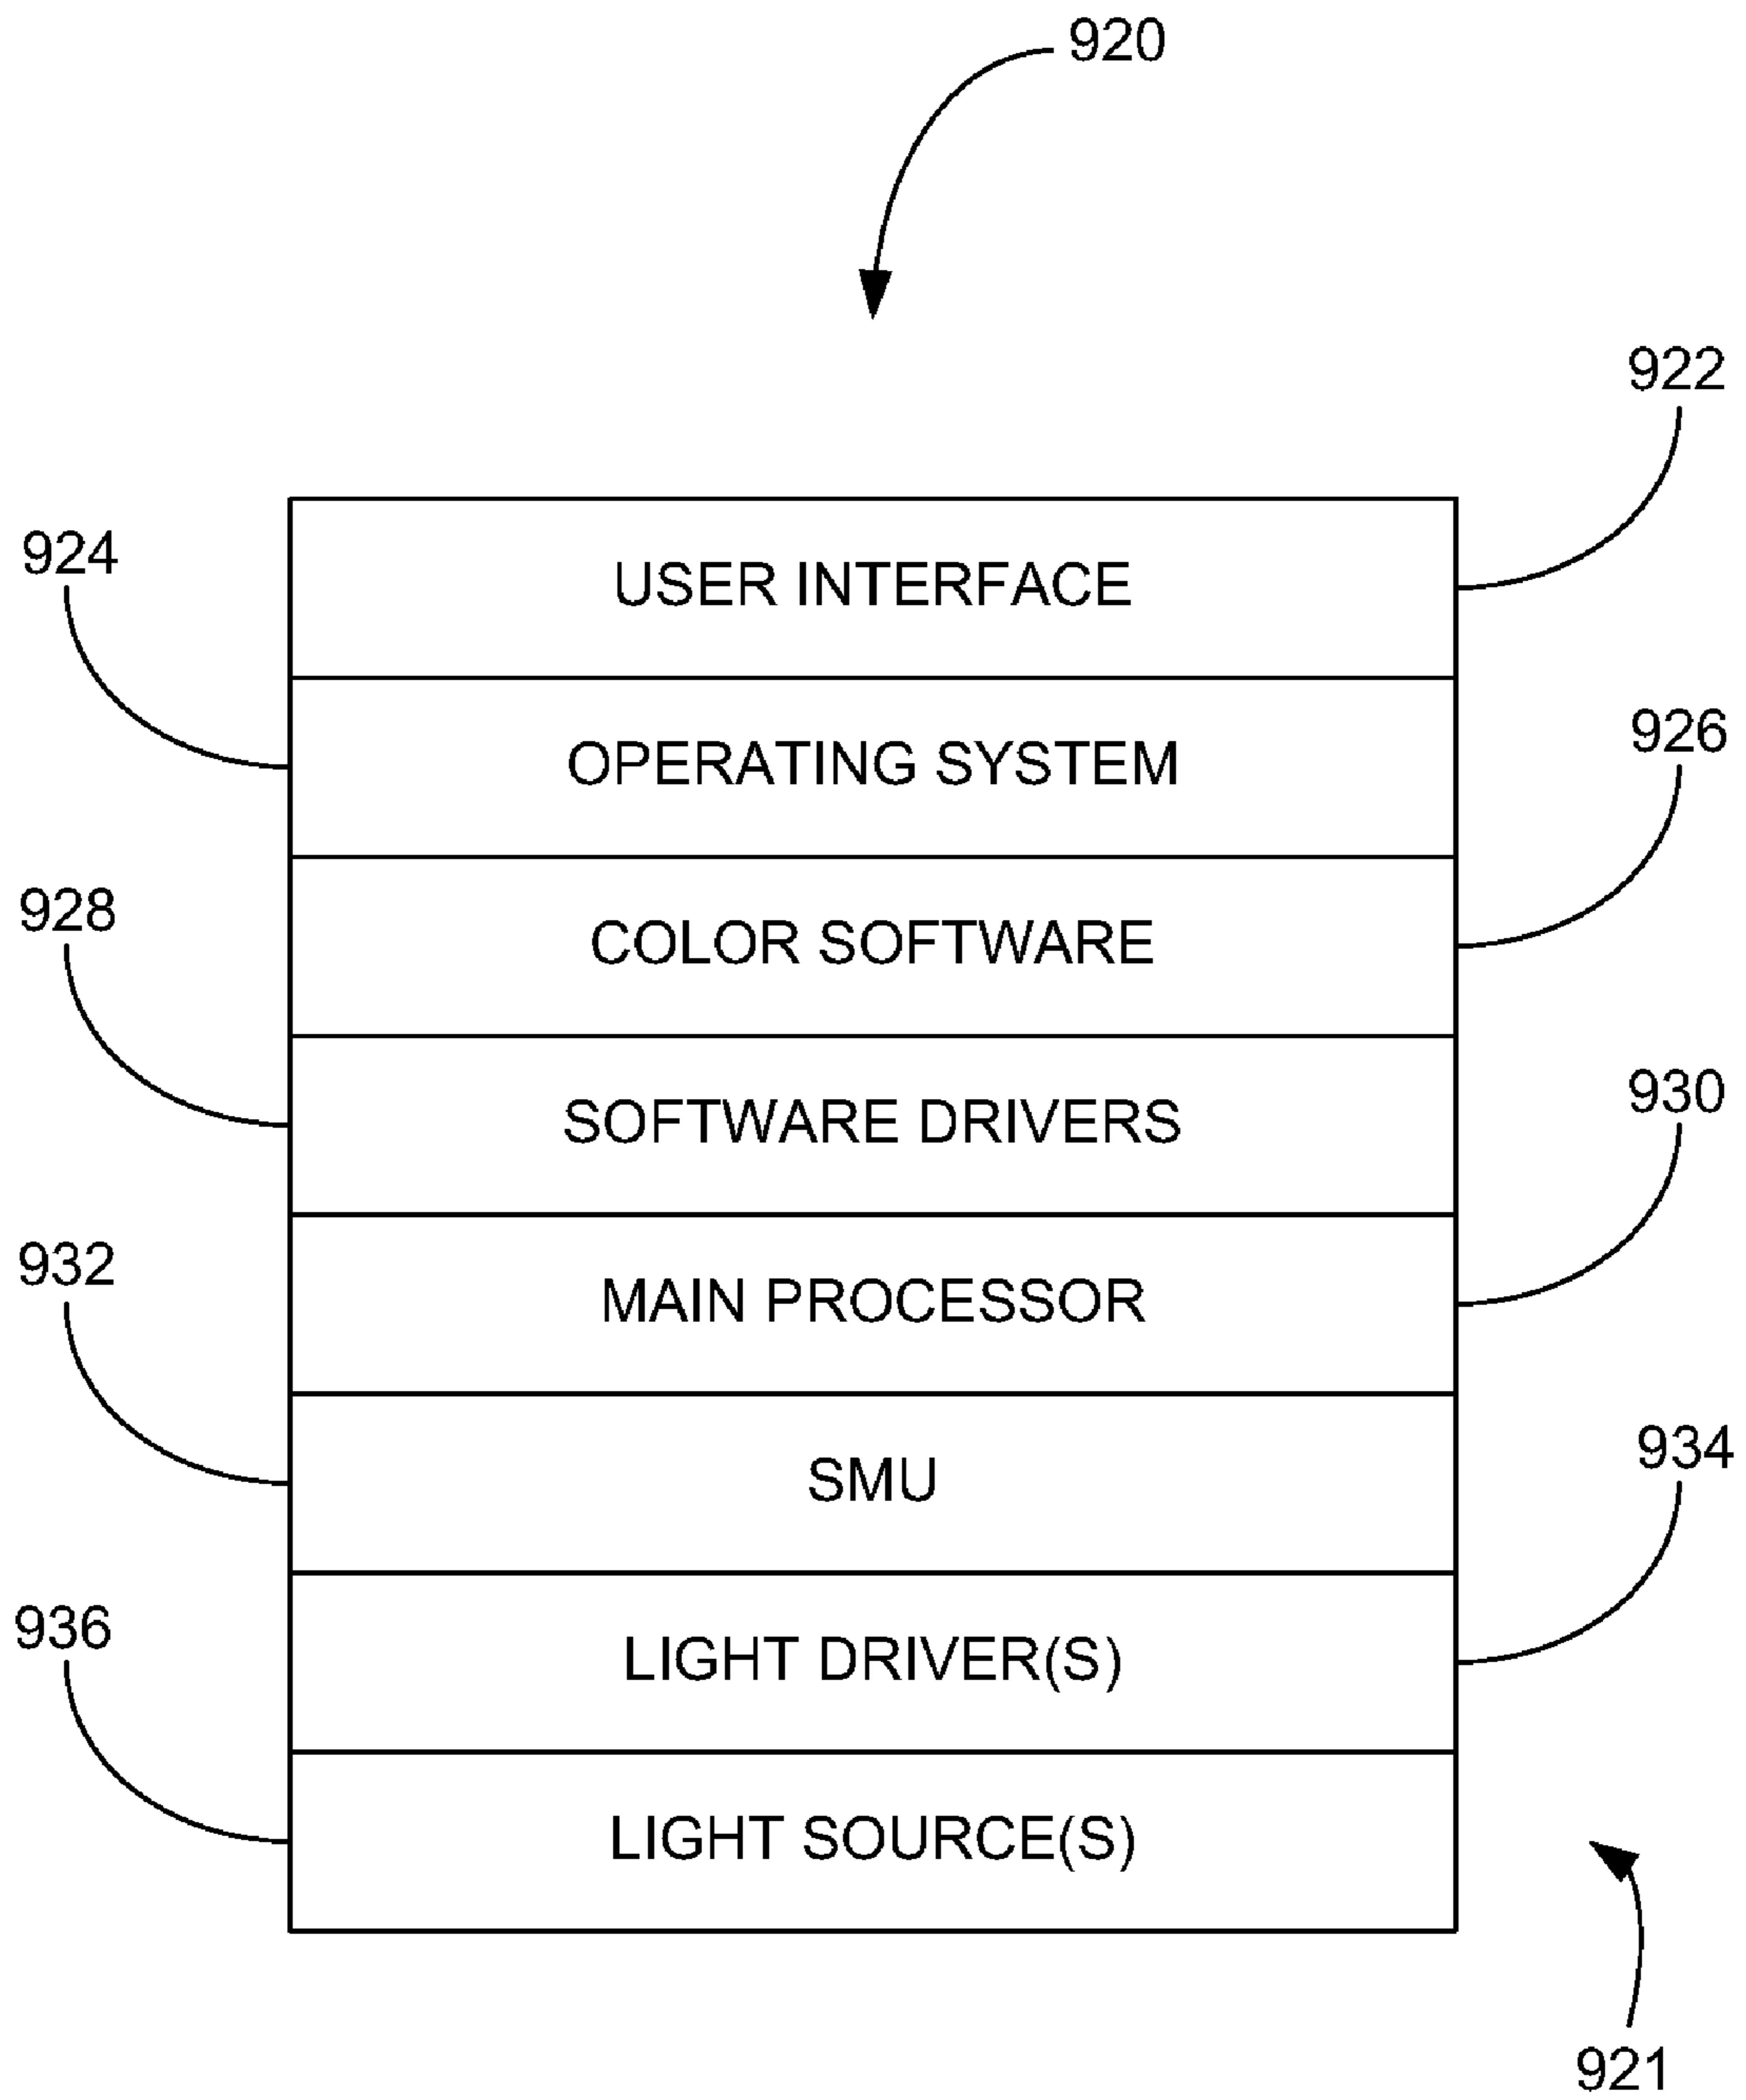 920
922
924
USER INTERFACE
926
OPERATING SYSTEM
928
COLOR SOFTWARE
930
SOFTWARE DRIVERS
932
MAIN PROCESSOR
934
SMU
936
LIGHT DRIVER(S)
LIGHT SOURCE(S)
921